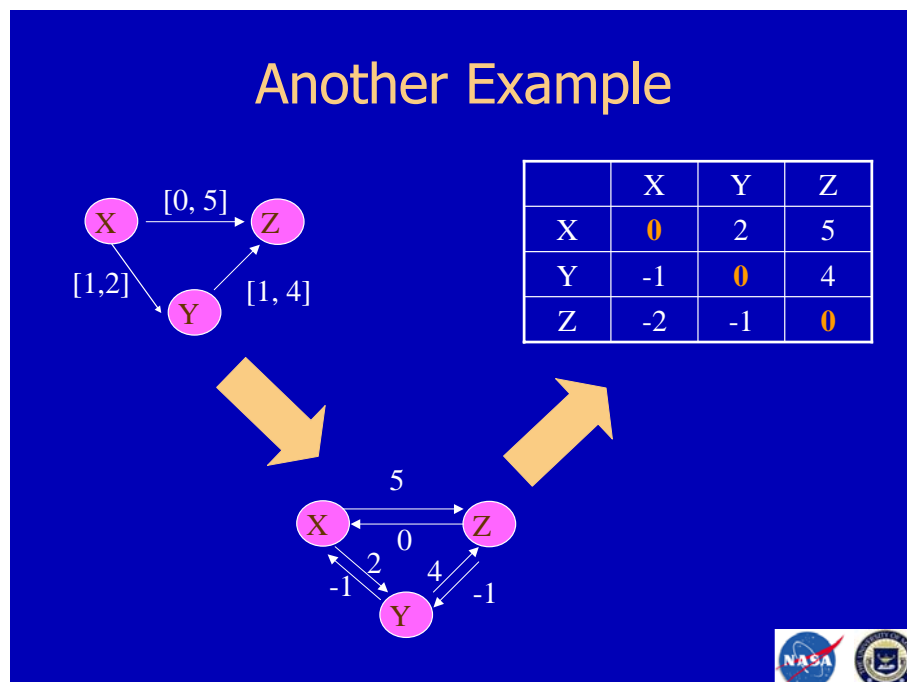 Another Example
[0, 5]
X
Z
[1,2]
[1, 4]
Y
X Y Z
X 0 2 5
Y -1 0 4
Z -2 -1 0
5
X
Z
0
2
4
-1
-1
Y
NASA